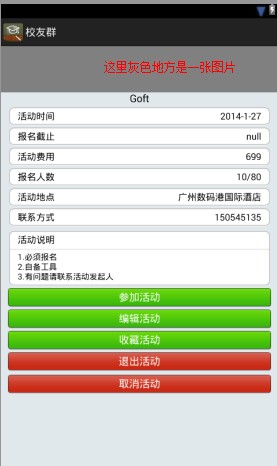 校友群
这里灰色地方是一张图片
Goft
活动时间 2014-1-27
报名截止 null
活动费用 699
报名人数 10/80
活动地点 广州数码港国际酒店
联系方式 150545135
活动说明
1.必须报名
2.自备工具
3.有问题请联系活动发起人
参加活动
编辑活动
收藏活动
退出活动
取消活动